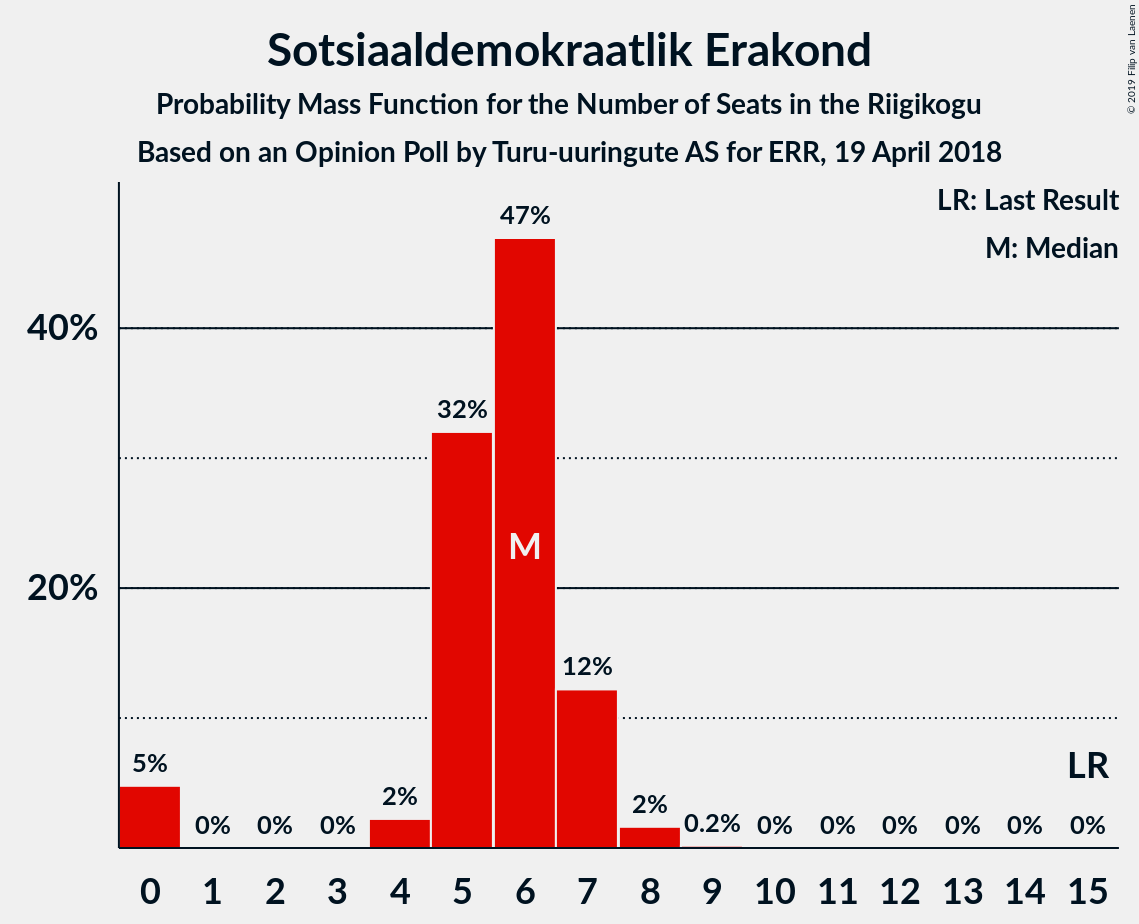 Sotsiaaldemokraatlik Erakond
Probability Mass Function for the Number of Seats in the Riigikogu
Based on an Opinion Poll by Turu-uuringute AS for ERR, 19 April 2018
© 2019 Filip van Laenen
LR: Last Result
M: Median
47%
40%
32%
M
20%
12%
5%
LR
2%
2%
0% 0% 0% 0.2% 0% 0% 0% 0% 0% 0%
0 1 2 3 4 5 6 7 8 9 10 11 12 13 14 15